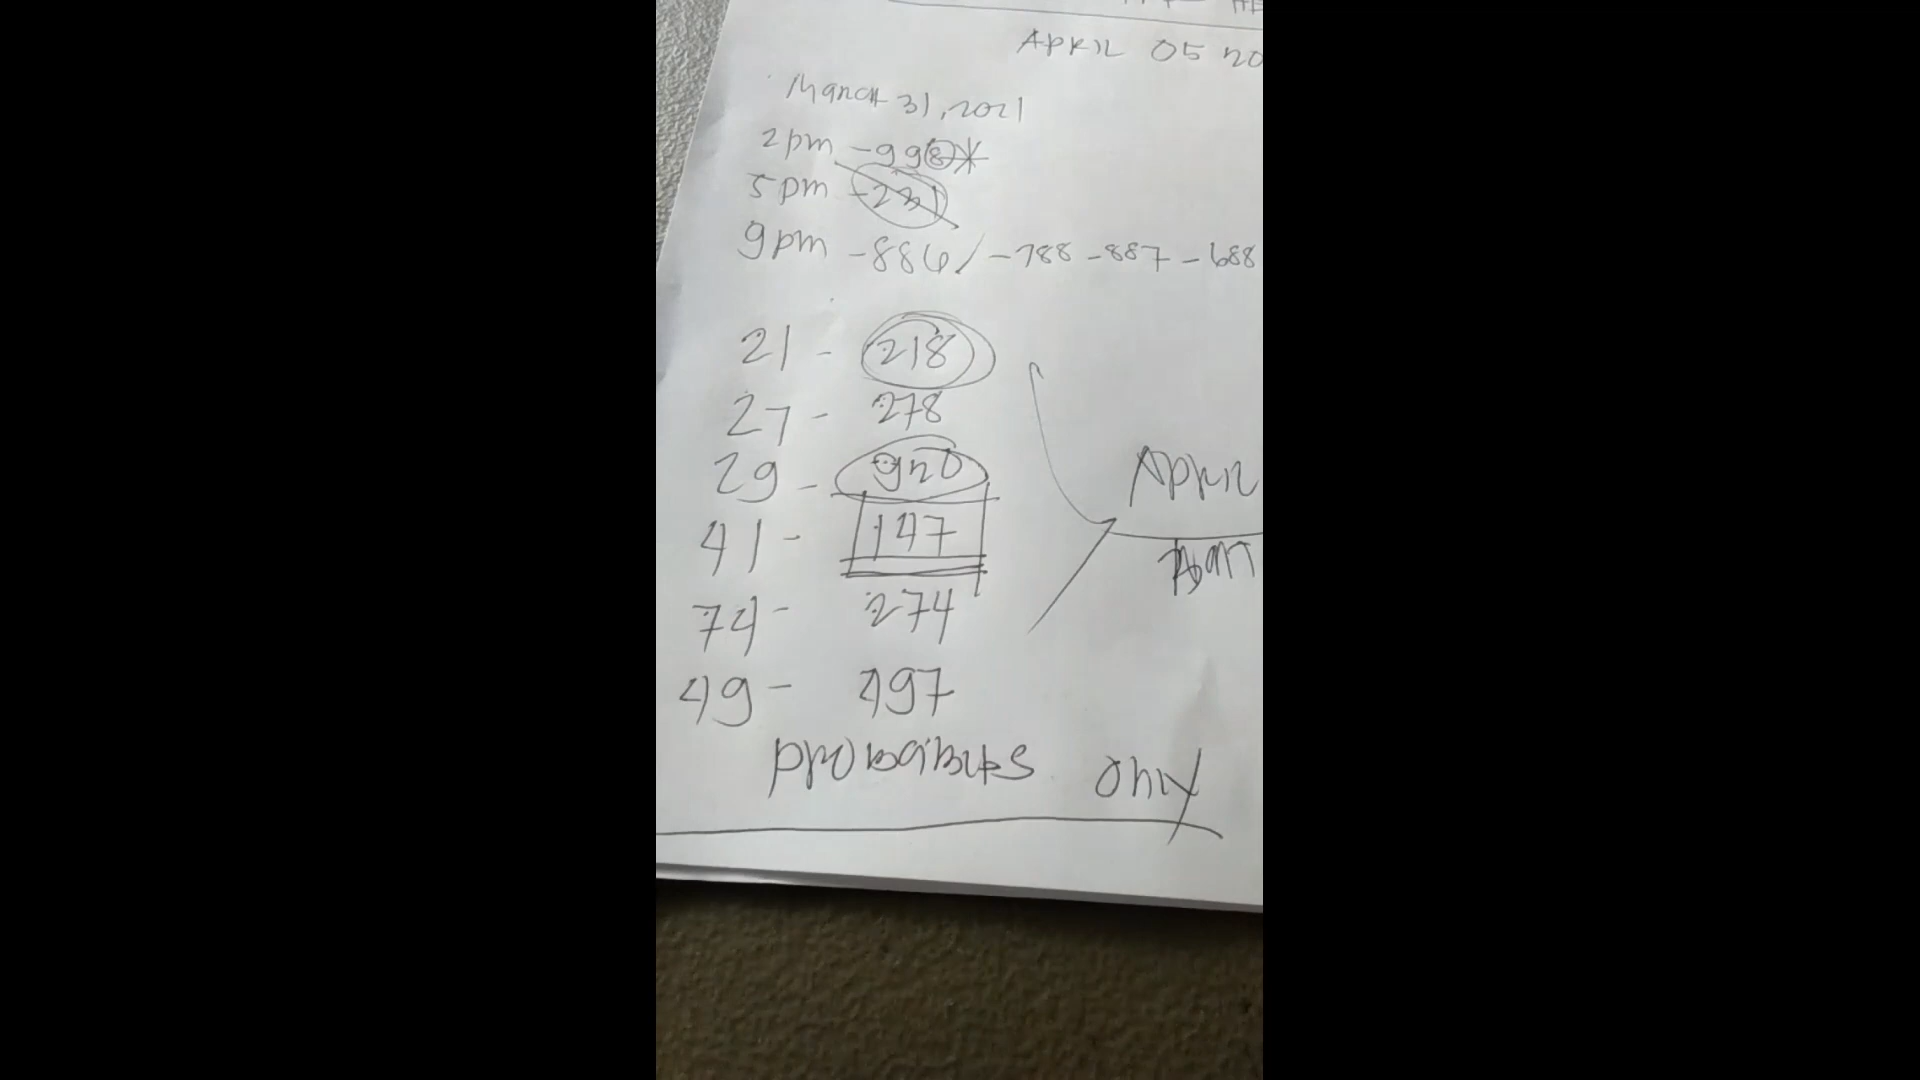 APRIL 05 20
March 31, 2021
2pm - 998*
5pm - 231
9pm - 886/ - 788 - 887 - 688
21 - 218
27 - 278
29 - 920
41 - 147
74 - 274
49 - 497
April
only